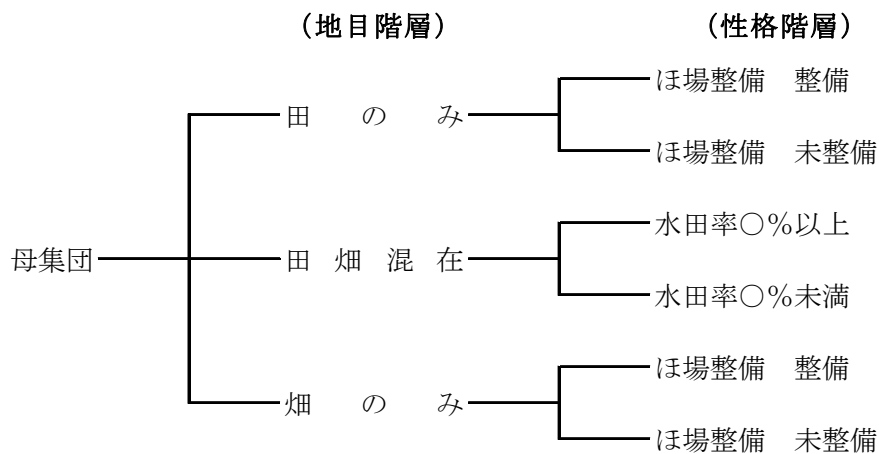 （地目階層）　（性格階層）
ほ場整備　整備
田　の　み
ほ場整備　未整備
水田率○％以上
母集団　田　畑　混　在
水田率○％未満
ほ場整備　整備
畑　の　み
ほ場整備　未整備